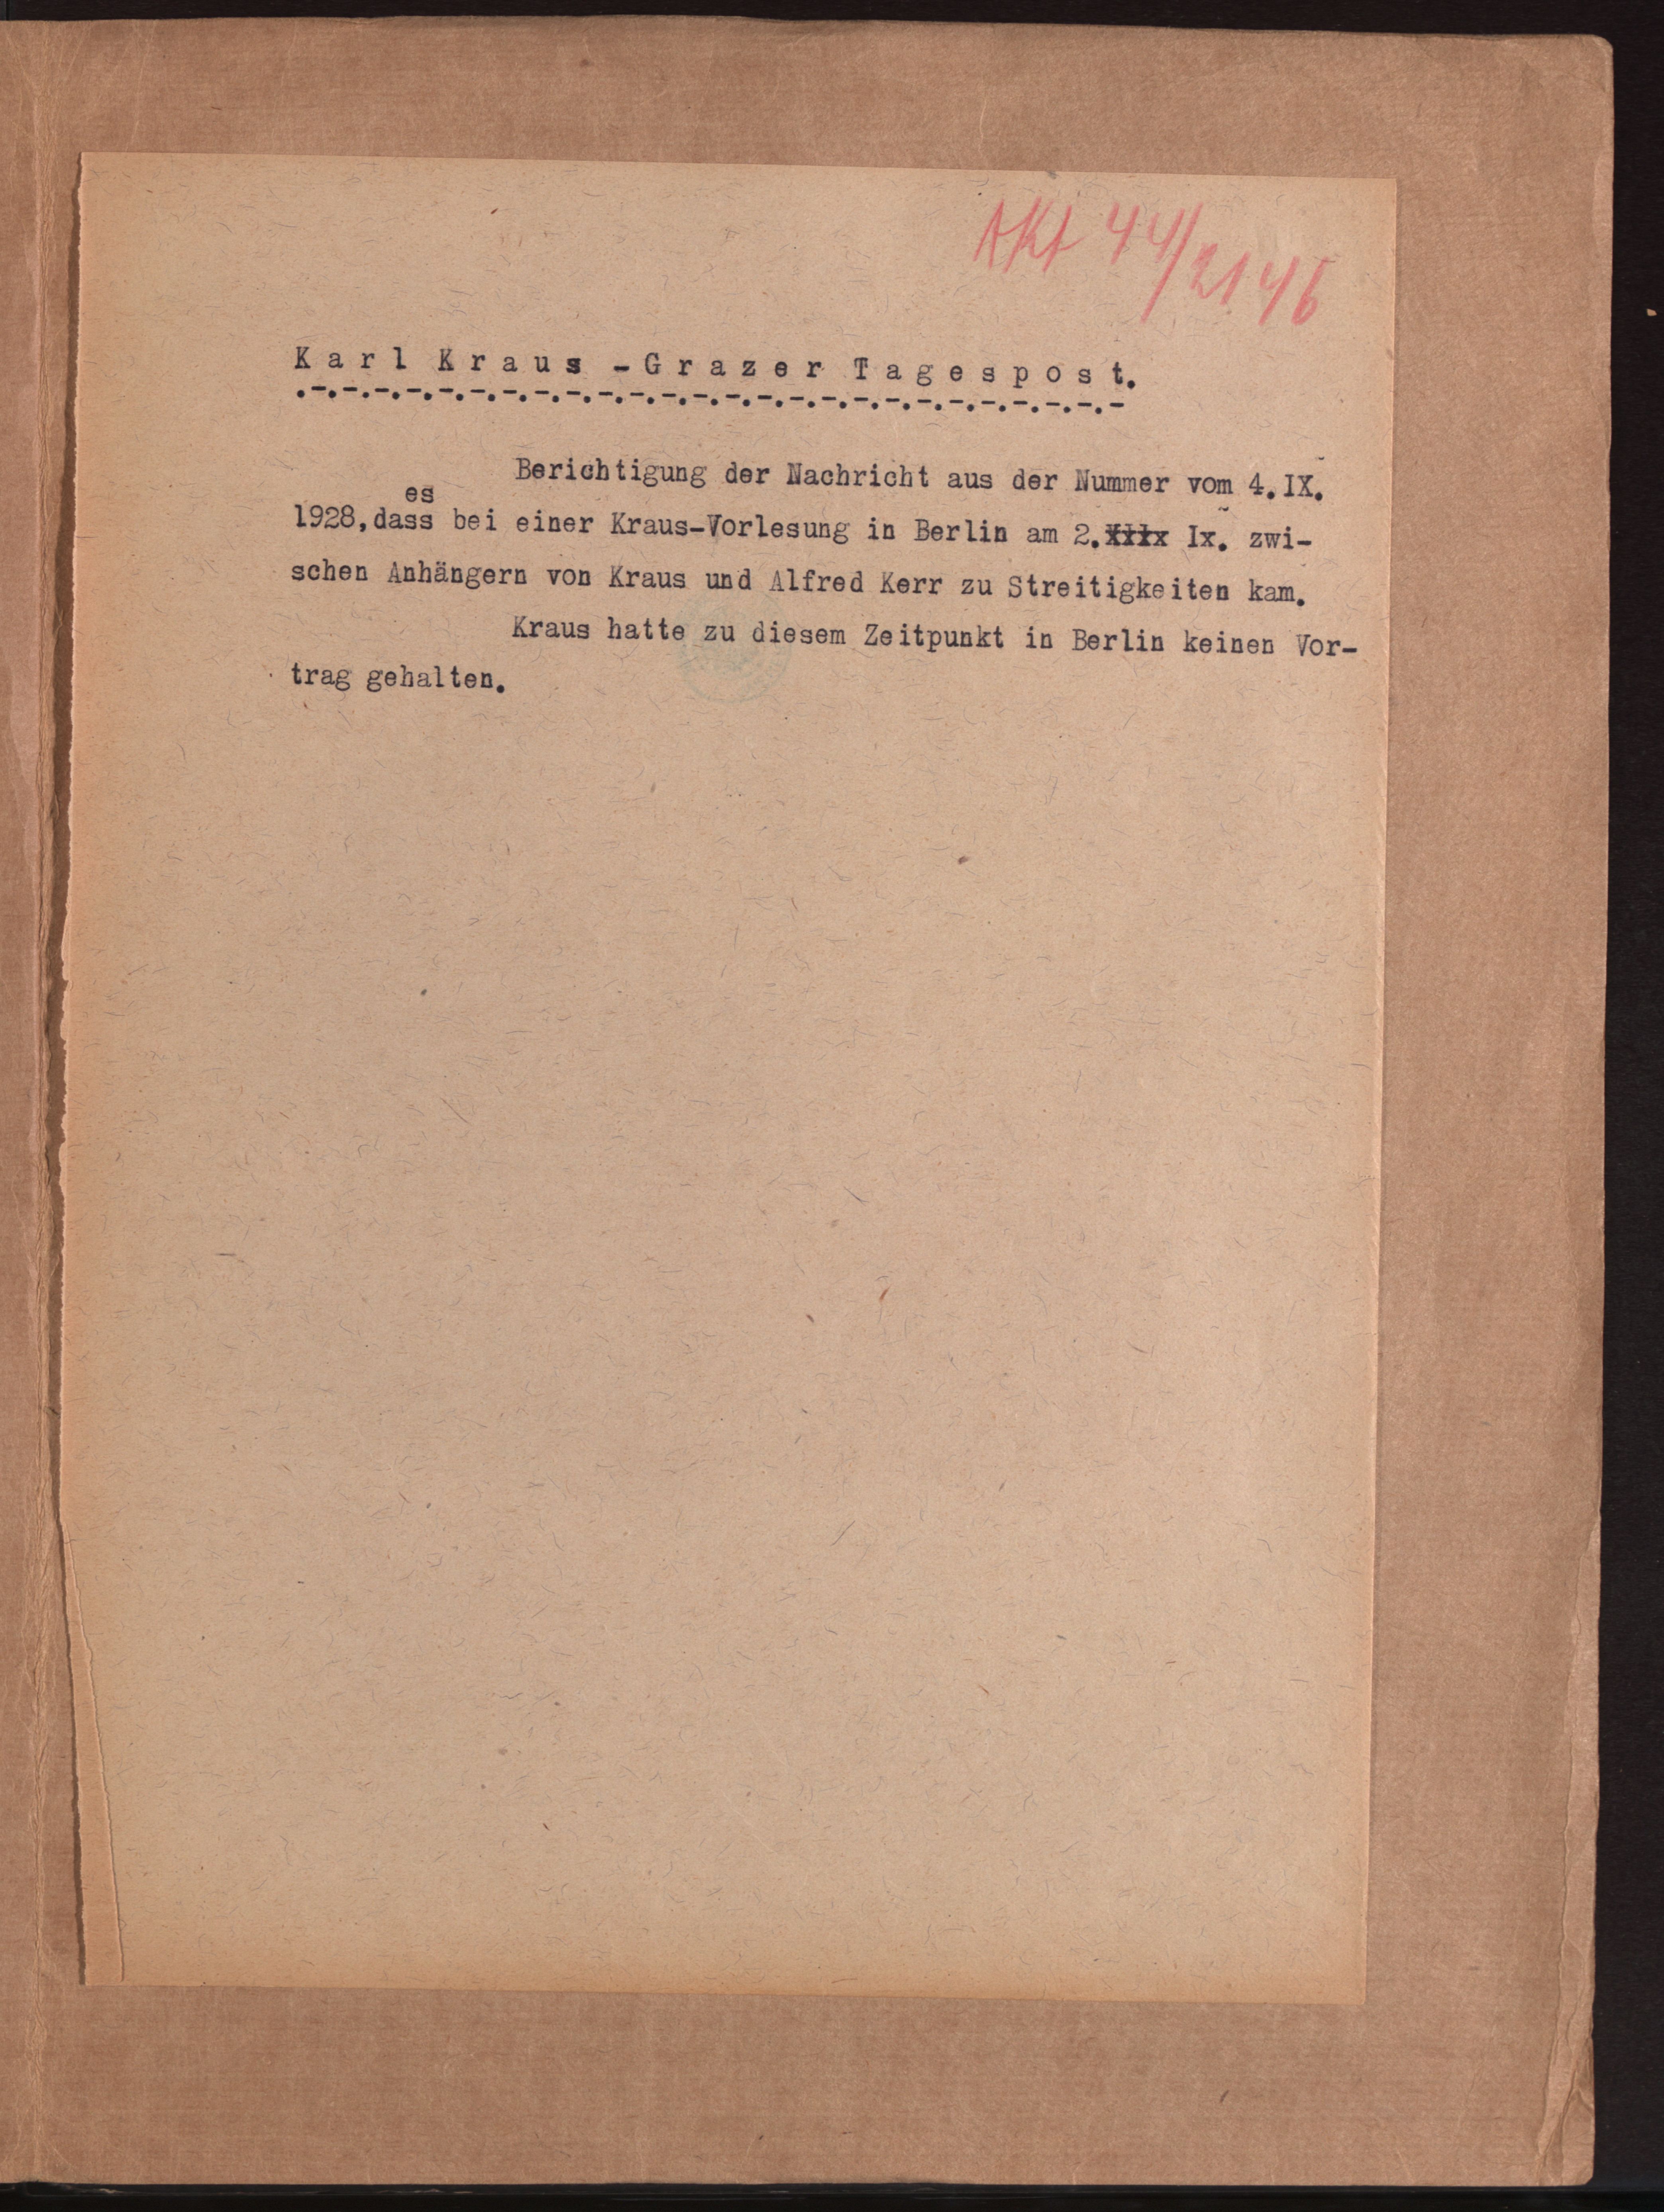 Akt 44/2146
Karl Kraus - Grazer Tagespost.
.-.-.-.-.-.-.-.-.-.-.-.-.-.-.-.-.-.-.-.-.-.-.-.-.-.-
Berichtigung der Nachricht aus der Nummer vom 4.IX.
es
1928,dass bei einer Kraus-Vorlesung in Berlin am 2. Ix. zwi-
schen Anhängern von Kraus und Alfred Kerr zu Streitigkeiten kam.
Kraus hatte zu diesem Zeitpunkt in Berlin keinen Vor-
trag gehalten.